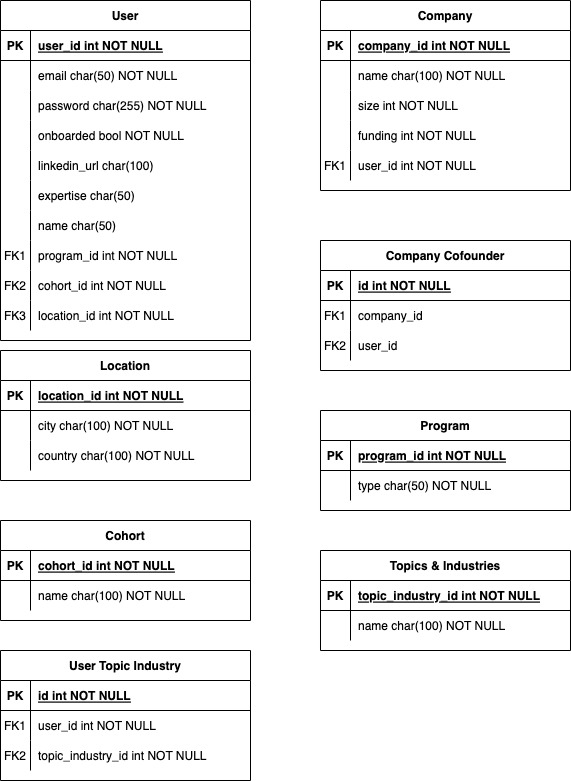 User
PK user_id int NOT NULL
email char(50) NOT NULL
password char(255) NOT NULL
onboarded bool NOT NULL
linkedin_url char(100)
expertise char(50)
name char(50)
FK1 program_id int NOT NULL
FK2 cohort_id int NOT NULL
FK3 location_id int NOT NULL
Location
PK location_id int NOT NULL
city char(100) NOT NULL
country char(100) NOT NULL
Cohort
PK cohort_id int NOT NULL
name char(100) NOT NULL
User Topic Industry
PK id int NOT NULL
FK1 user_id int NOT NULL
FK2 topic_industry_id int NOT NULL
Company
PK company_id int NOT NULL
name char(100) NOT NULL
size int NOT NULL
funding int NOT NULL
FK1 user_id int NOT NULL
Company Cofounder
PK id int NOT NULL
FK1 company_id
FK2 user_id
Program
PK program_id int NOT NULL
type char(50) NOT NULL
Topics & Industries
PK topic_industry_id int NOT NULL
name char(100) NOT NULL